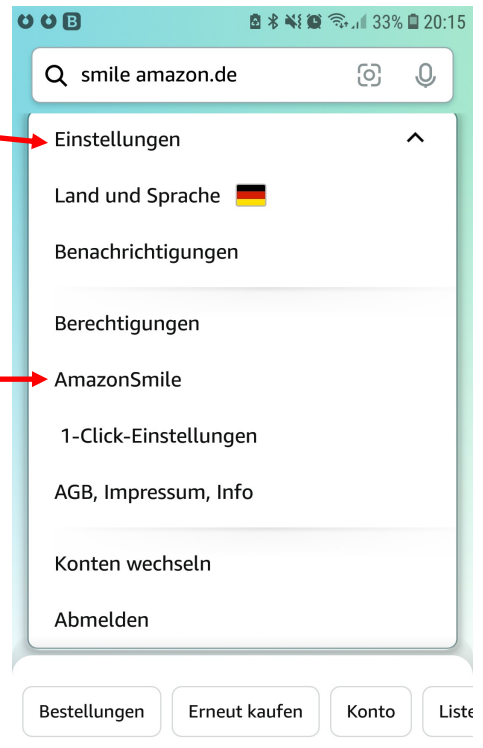 33% 20:15
smile amazon.de
Einstellungen
Land und Sprache
Benachrichtigungen
Berechtigungen
AmazonSmile
1-Click-Einstellungen
AGB, Impressum, Info
Konten wechseln
Abmelden
Bestellungen Erneut kaufen Konto Liste